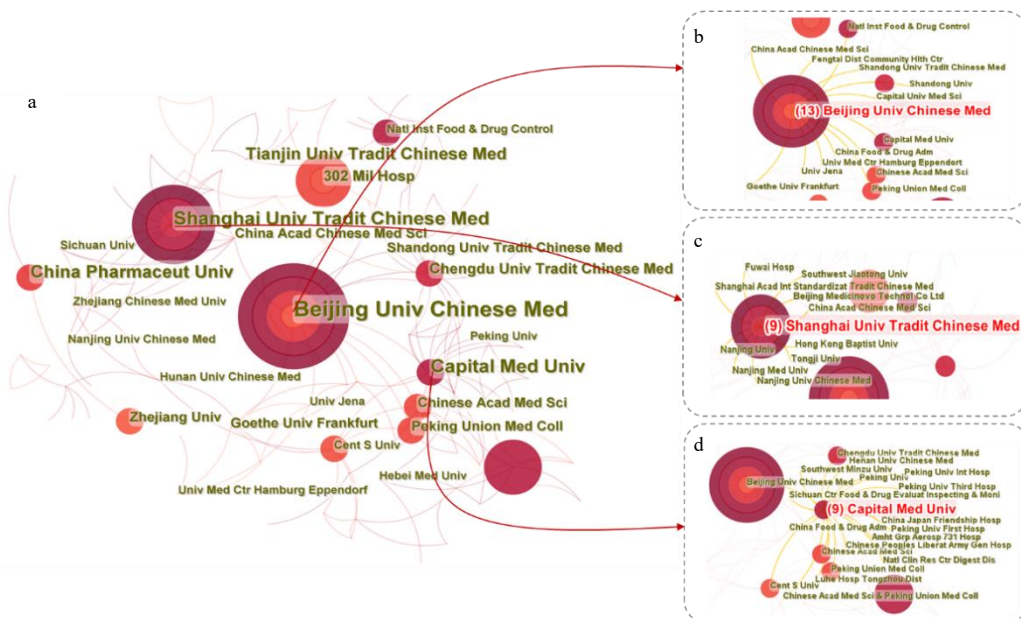 a
Natl Inst Food & Drug Control
Tianjin Univ Tradit Chinese Med
302 Mil Hosp
Shanghai Univ Tradit Chinese Med
China Acad Chinese Med Sci
Sichuan Univ
Shandong Univ Tradit Chinese Med
China Pharmaceut Univ
Chengdu Univ Tradit Chinese Med
Zhejiang Chinese Med Univ
Beijing Univ Chinese Med
Nanjing Univ Chinese Med
Peking Univ
Hunan Univ Chinese Med
Capital Med Univ
Univ Jena
Chinese Acad Med Sci
Zhejiang Univ
Goethe Univ Frankfurt
Peking Union Med Coll
Cent S Univ
Hebei Med Univ
Univ Med Ctr Hamburg Eppendorf
b
Natl Inst Food & Drug Control
China Acad Chinese Med Sci
Fengtai Dist Community Hlth Ctr
Shandong Univ Tradit Chinese Med
Shandong Univ
Capital Univ Med Sci
(13) Beijing Univ Chinese Med
Capital Med Univ
China Food & Drug Adm
Univ Med Ctr Hamburg Eppendorf
Univ Jena
Chinese Acad Med Sci
Goethe Univ Frankfurt
Peking Union Med Coll
c
Fuwai Hosp
Southwest Jiaotong Univ
Shanghai Acad Int Standardizat Tradit Chinese Med
Beijing Medicinovo Technol Co Ltd
China Acad Chinese Med Sci
(9) Shanghai Univ Tradit Chinese Med
Hong Kong Baptist Univ
Nanjing Univ
Tongji Univ
Nanjing Med Univ
Nanjing Univ Chinese Med
d
Chengdu Univ Tradit Chinese Med
Henan Univ Chinese Med
Southwest Minzu Univ
Peking Univ Int Hosp
Peking Univ
Beijing Univ Chinese Med
Peking Univ Third Hosp
Sichuan Ctr Food & Drug Evaluat Inspecting & Moni
(9) Capital Med Univ
China Japan Friendship Hosp
China Food & Drug Adm
Peking Univ First Hosp
Amht Grp Aerosp 731 Hosp
Chinese Peoples Liberat Army Gen Hosp
Chinese Acad Med Sci
Natl Clin Res Ctr Digest Dis
Peking Union Med Coll
Luhe Hosp Tongzhou Dist
Cent S Univ
Chinese Acad Med Sci & Peking Union Med Coll